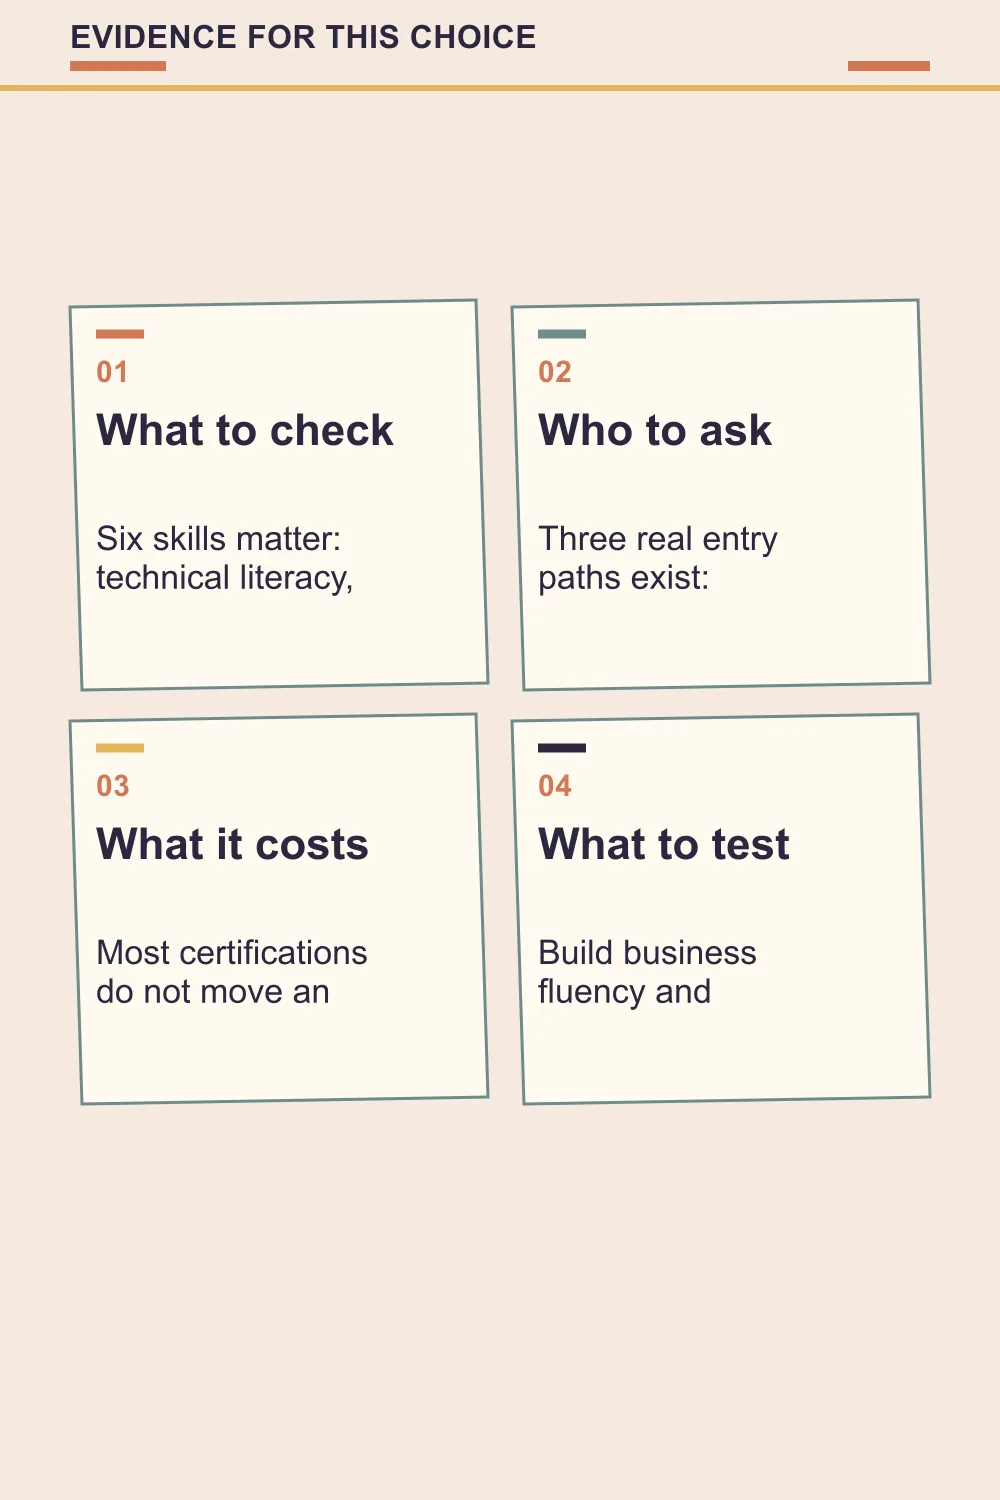 EVIDENCE FOR THIS CHOICE
01
What to check
Six skills matter:
technical literacy,
02
Who to ask
Three real entry
paths exist:
03
What it costs
Most certifications
do not move an
04
What to test
Build business
fluency and